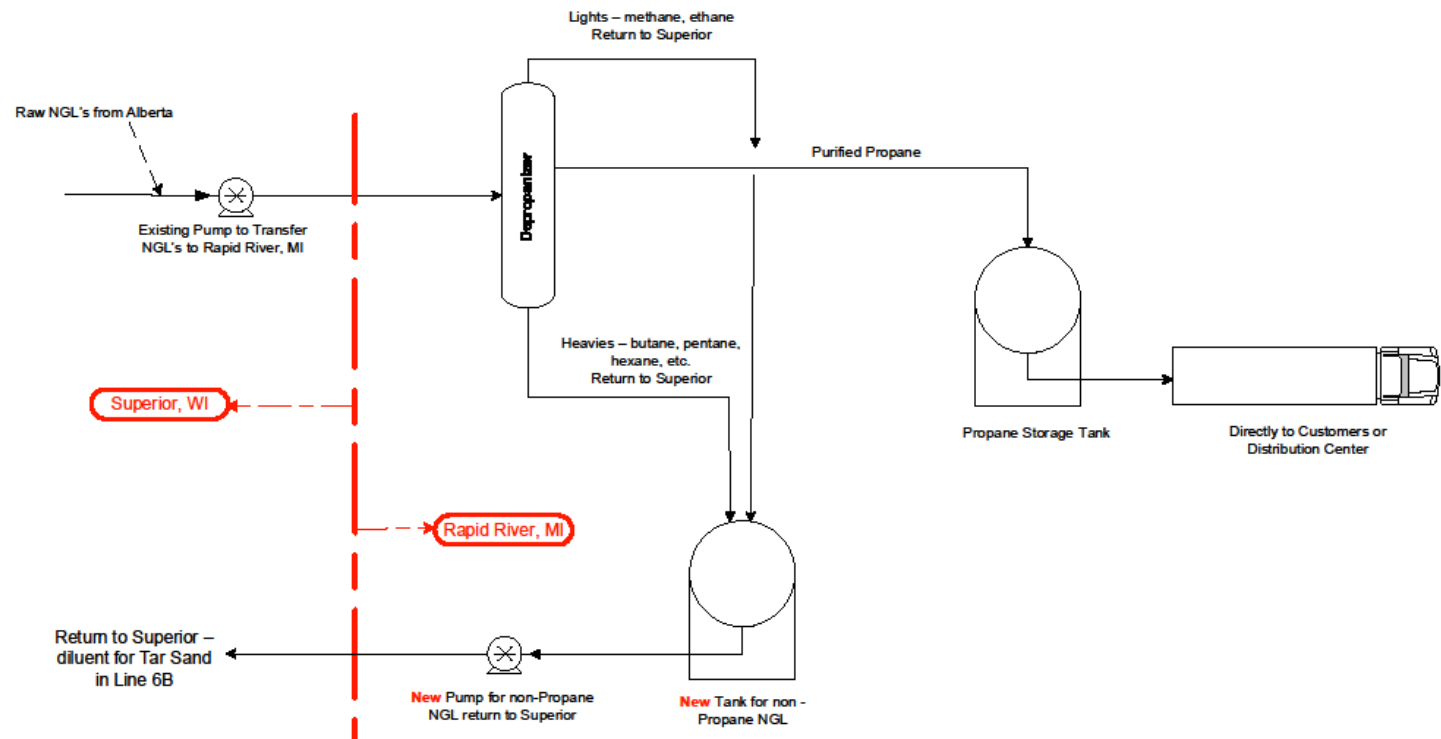 Lights – methane, ethane
Return to Superior
Raw NGL's from Alberta
Depropanizer
Purified Propane
Existing Pump to Transfer
NGL's to Rapid River, MI
Heavies – butane, pentane,
hexane, etc.
Return to Superior
Superior, WI
Propane Storage Tank
Directly to Customers or
Distribution Center
Rapid River, MI
Return to Superior –
diluent for Tar Sand
in Line 6B
New Pump for non-Propane
NGL return to Superior
New Tank for non -
Propane NGL